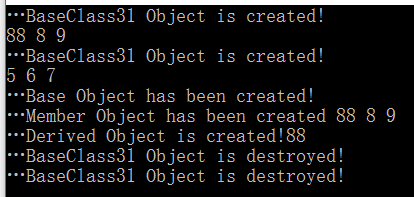 …BaseClass31 Object is created!
88 8 9
…BaseClass31 Object is created!
5 6 7
…Base Object has been created!
…Member Object has been created 88 8 9
…Derived Object is created!88
…BaseClass31 Object is destroyed!
…BaseClass31 Object is destroyed!